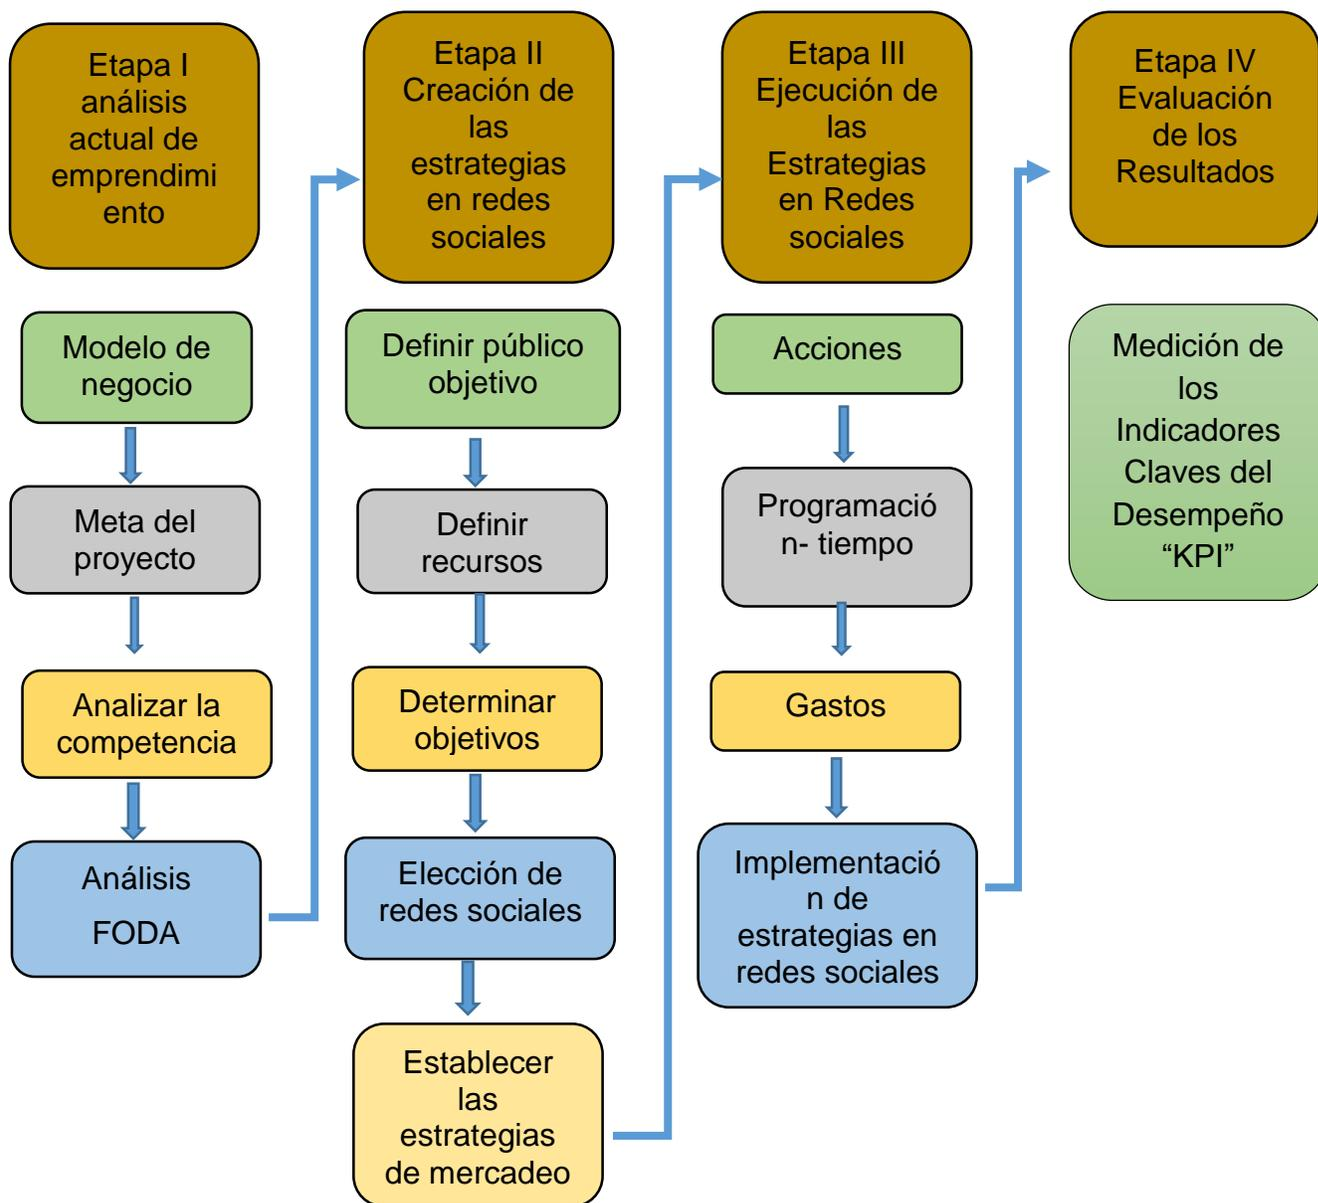 Etapa I
análisis
actual de
emprendimi
ento
Modelo de
negocio
Meta del
proyecto
Analizar la
competencia
Análisis
FODA
Etapa II
Creación de
las
estrategias
en redes
sociales
Definir público
objetivo
Definir
recursos
Determinar
objetivos
Elección de
redes sociales
Establecer
las
estrategias
de mercadeo
Etapa III
Ejecución de
las
Estrategias
en Redes
sociales
Acciones
Programació
n- tiempo
Gastos
Implementació
n de
estrategias en
redes sociales
Etapa IV
Evaluación
de los
Resultados
Medición de
los
Indicadores
Claves del
Desempeño
“KPI”